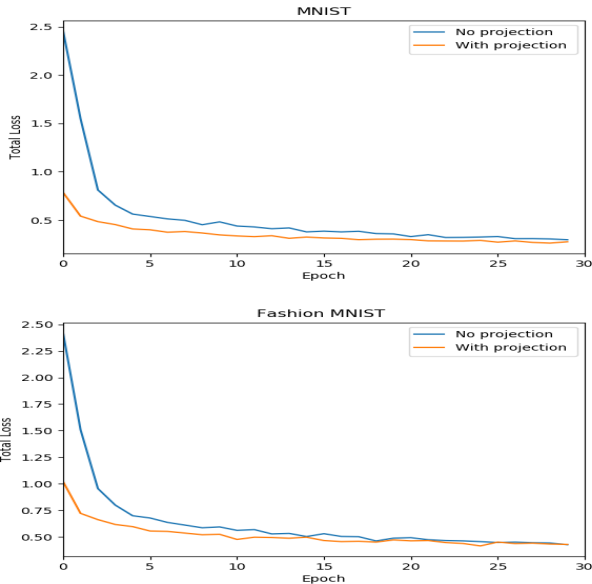 MNIST
2.5
2.0
1.5
1.0
0.5
Total Loss
No projection
With projection
0 5 10 15 20 25 30
Epoch
Fashion MNIST
2.50
2.25
2.00
1.75
1.50
1.25
1.00
0.75
0.50
Total Loss
No projection
With projection
0 5 10 15 20 25 30
Epoch